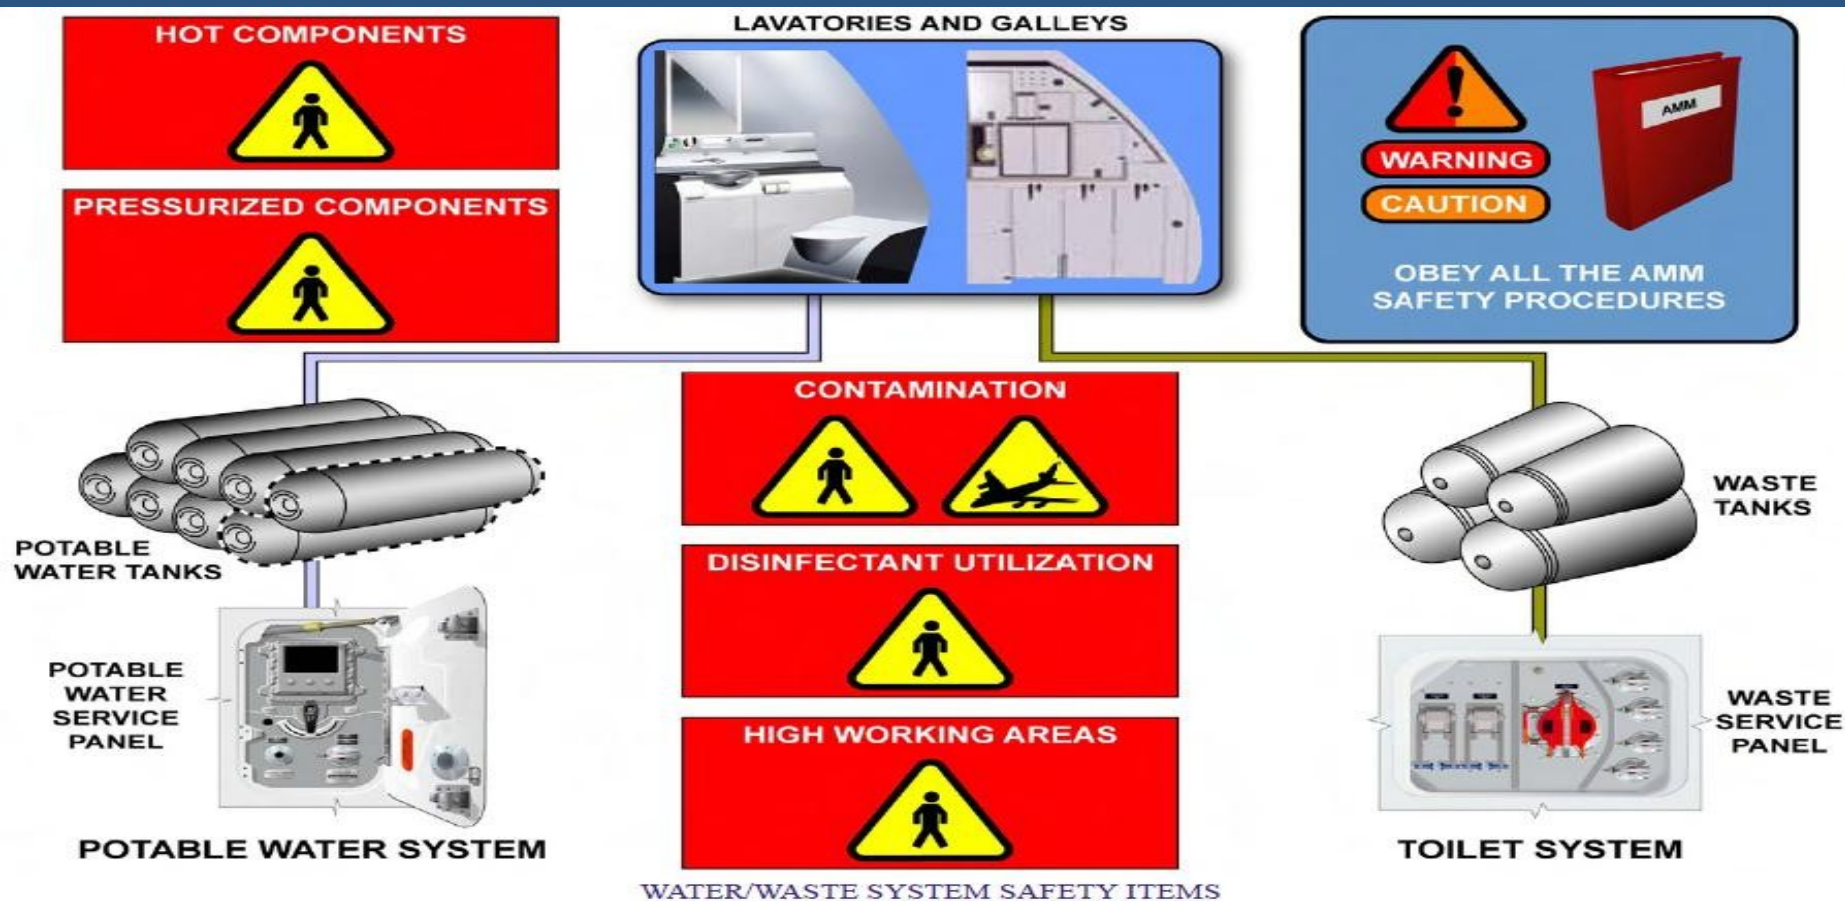 HOT COMPONENTS
PRESSURIZED COMPONENTS
LAVATORIES AND GALLEYS
AMM
WARNING
CAUTION
OBEY ALL THE AMM
SAFETY PROCEDURES
CONTAMINATION
DISINFECTANT UTILIZATION
HIGH WORKING AREAS
POTABLE
WATER TANKS
POTABLE
WATER
SERVICE
PANEL
POTABLE WATER SYSTEM
WASTE
TANKS
WASTE
SERVICE
PANEL
TOILET SYSTEM
WATER/WASTE SYSTEM SAFETY ITEMS